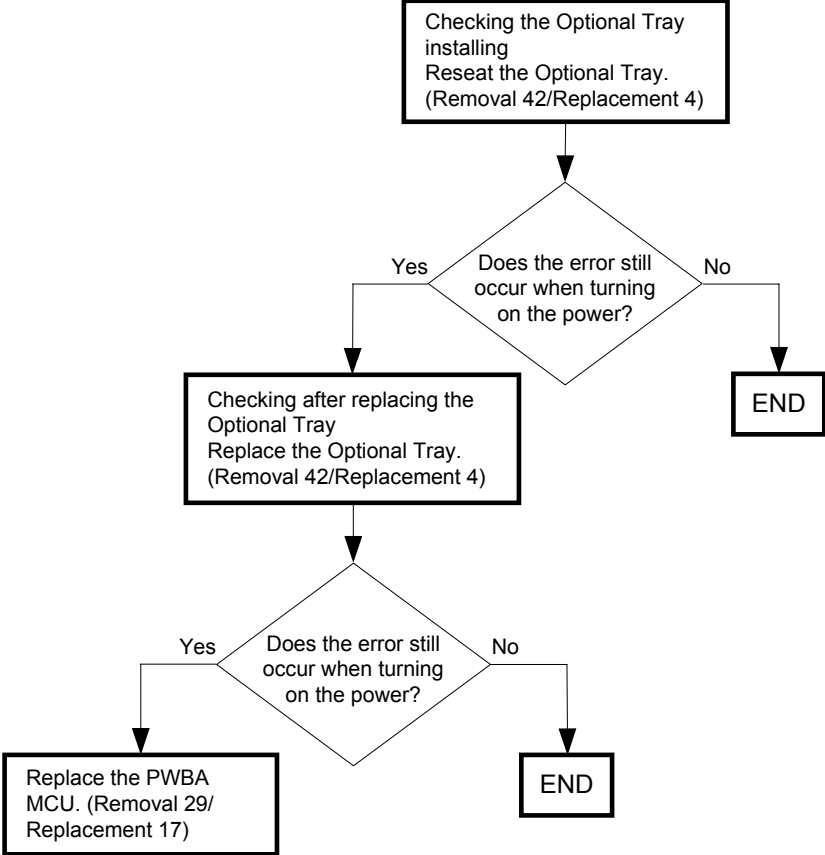 Checking the Optional Tray
installing
Reseat the Optional Tray.
(Removal 42/Replacement 4)
Does the error still
occur when turning
on the power?
Yes
No
END
Checking after replacing the
Optional Tray
Replace the Optional Tray.
(Removal 42/Replacement 4)
Does the error still
occur when turning
on the power?
Yes
No
END
Replace the PWBA
MCU. (Removal 29/
Replacement 17)